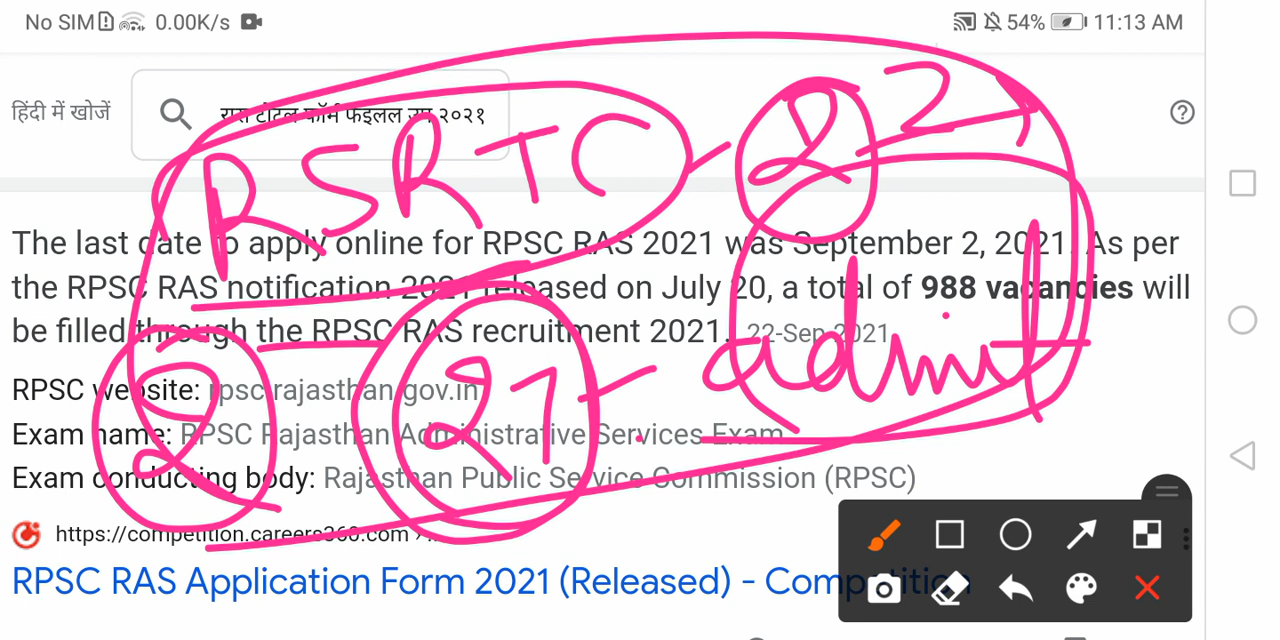 No SIM 0.00K/s 54% 11:13 AM
हिंदी में खोजें
टोटल फॉर्म फइलल २०२१
RSRTC - 2 22
The last date to apply online for RPSC RAS 2021 was September 2, 2021. As per
the RPSC RAS notification 2021 released on July 20, a total of 988 vacancies will
be filled through the RPSC RAS recruitment 2021. 22-Sep-2021
27 - admit
RPSC website: rpsc.rajasthan.gov.in
Exam name: RPSC Rajasthan Administrative Services Exam
Exam conducting body: Rajasthan Public Service Commission (RPSC)
https://competition.careers360.com › ...
RPSC RAS Application Form 2021 (Released) - Competition